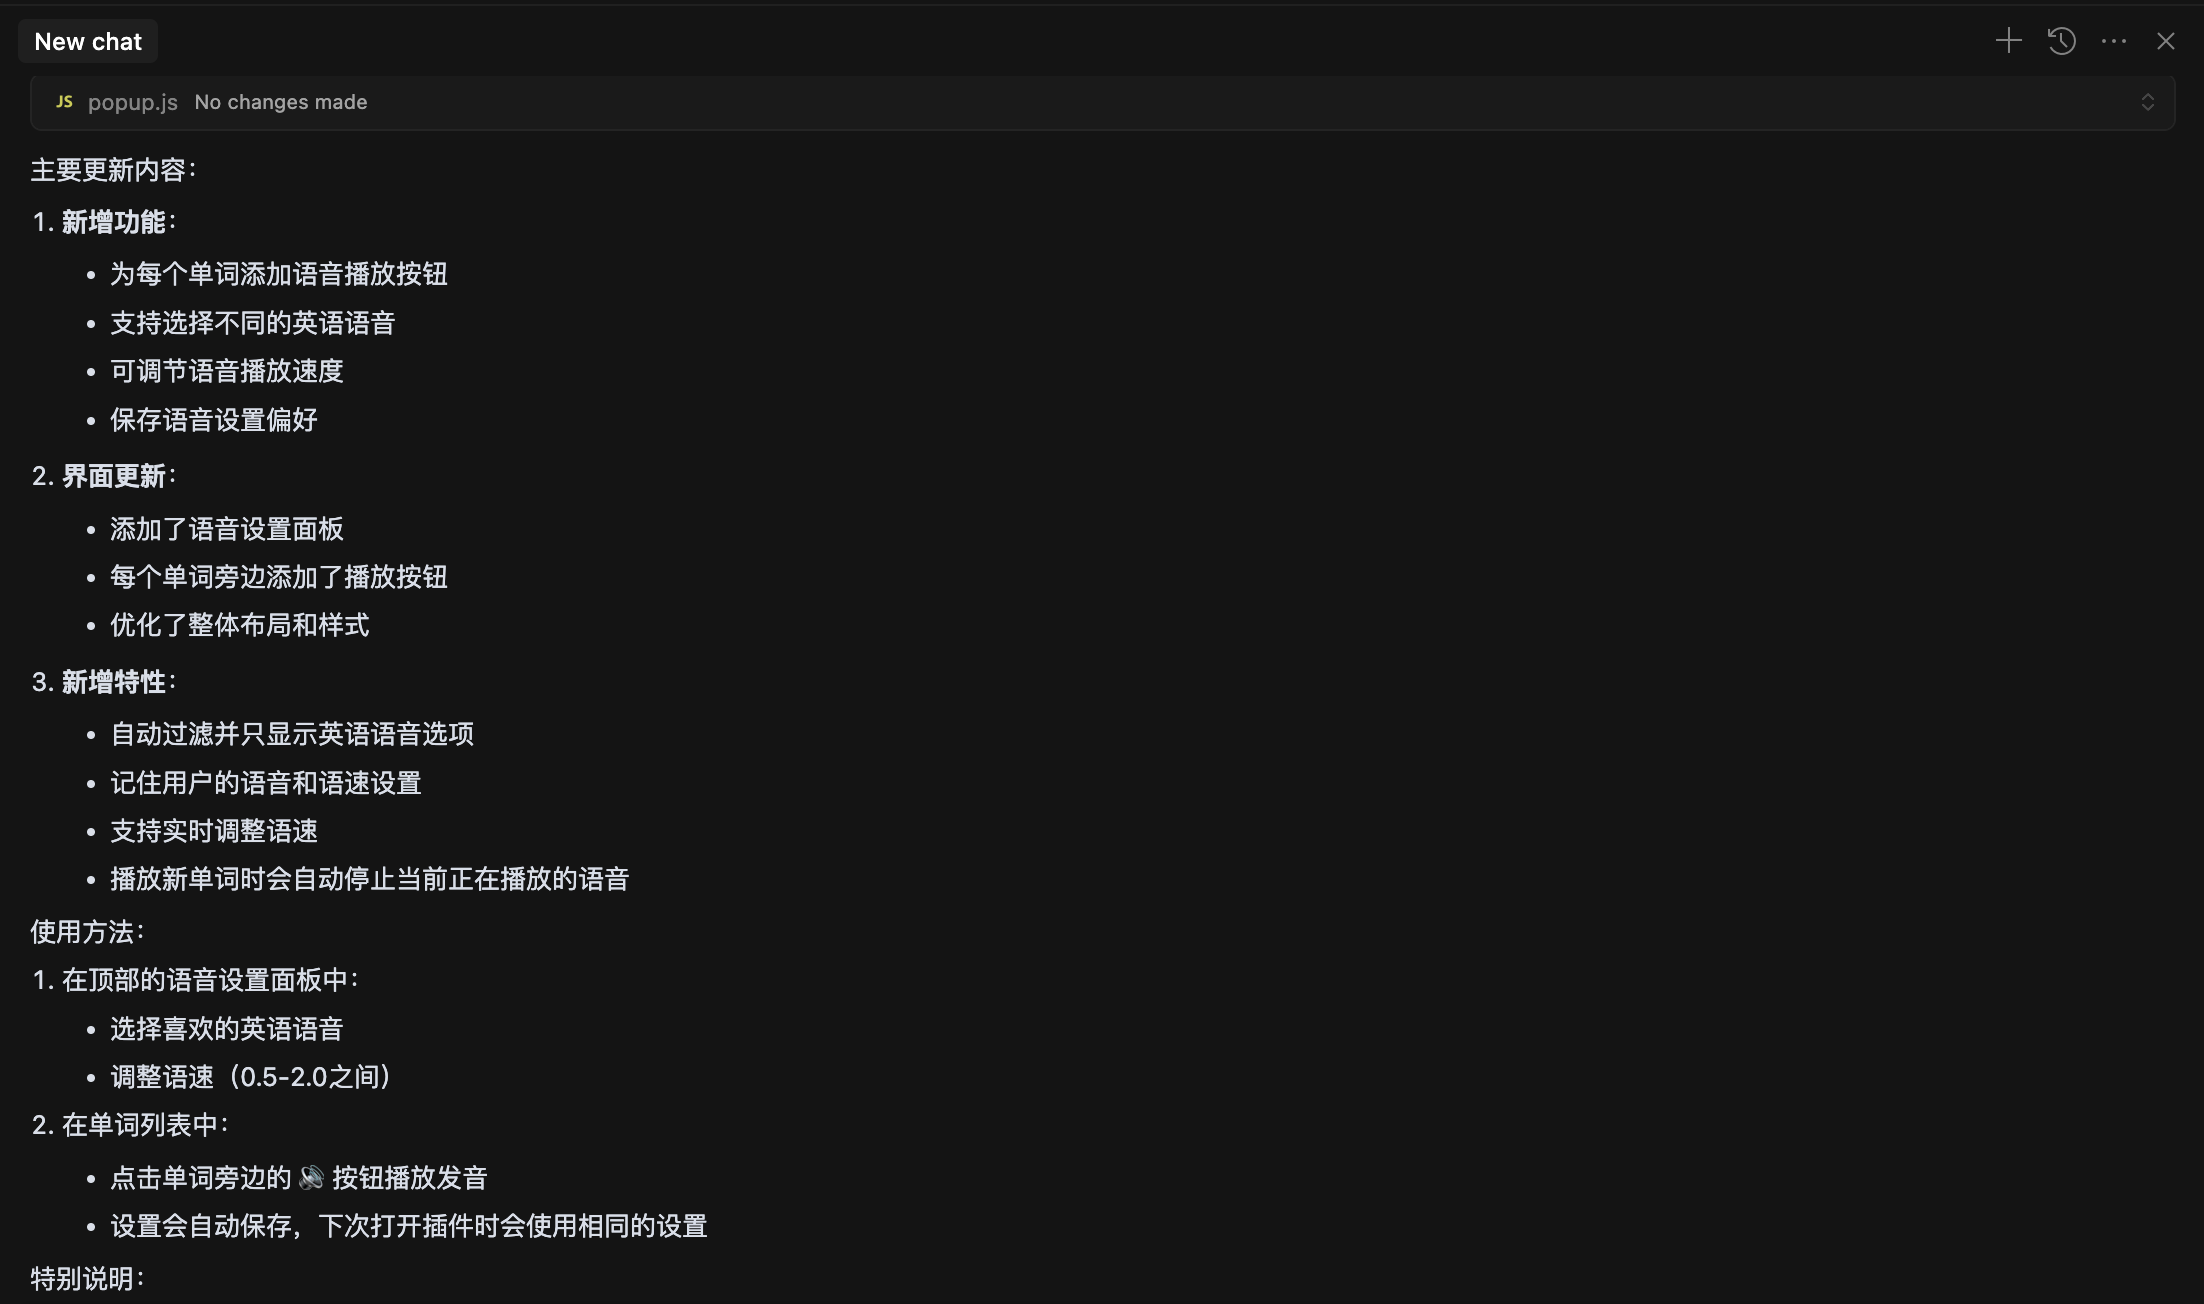 New chat
JS popup.js No changes made
主要更新内容：
1. 新增功能：
• 为每个单词添加语音播放按钮
• 支持选择不同的英语语音
• 可调节语音播放速度
• 保存语音设置偏好
2. 界面更新：
• 添加了语音设置面板
• 每个单词旁边添加了播放按钮
• 优化了整体布局和样式
3. 新增特性：
• 自动过滤并只显示英语语音选项
• 记住用户的语音和语速设置
• 支持实时调整语速
• 播放新单词时会自动停止当前正在播放的语音
使用方法：
1. 在顶部的语音设置面板中：
• 选择喜欢的英语语音
• 调整语速（0.5-2.0之间）
2. 在单词列表中：
• 点击单词旁边的 🔊 按钮播放发音
• 设置会自动保存，下次打开插件时会使用相同的设置
特别说明：